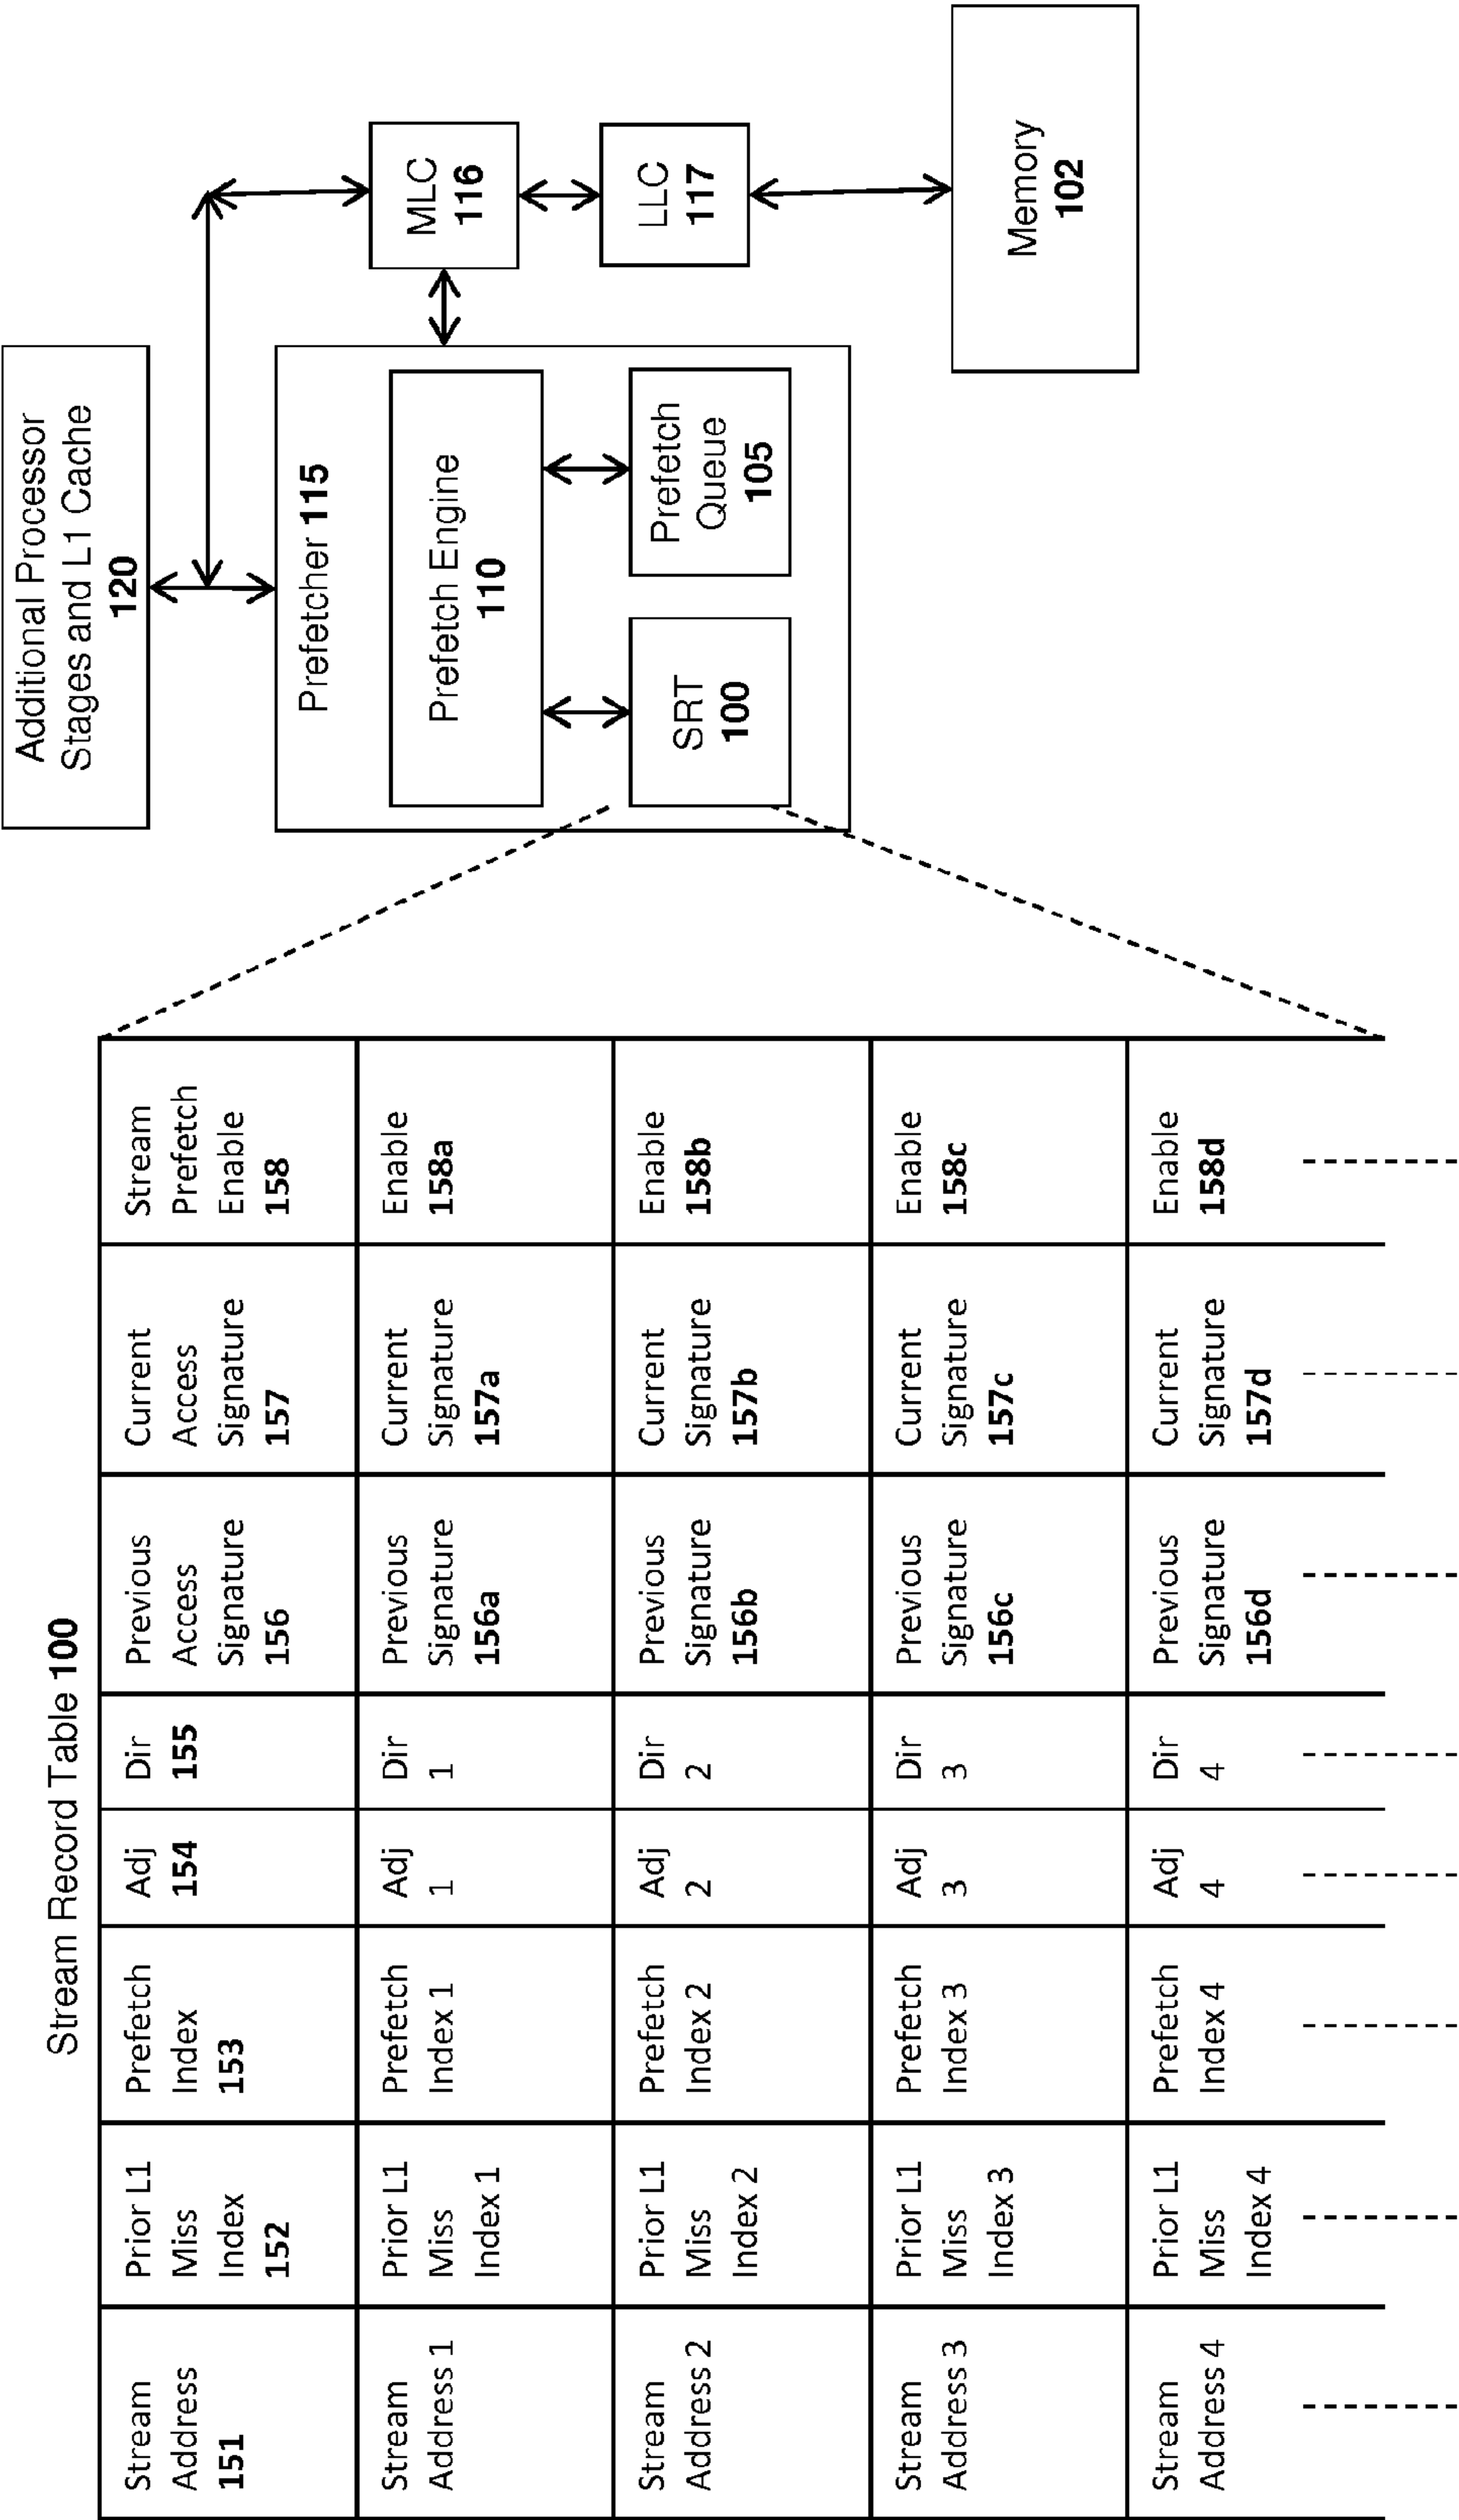 Stream Record Table 100
Stream
Address
151
Prior L1
Miss
Index
152
Prefetch
Index
153
Adj
154
Dir
155
Previous
Access
Signature
156
Current
Access
Signature
157
Stream
Prefetch
Enable
158
Stream
Address 1
Prior L1
Miss
Index 1
Prefetch
Index 1
Adj
1
Dir
1
Previous
Signature
156a
Current
Signature
157a
Enable
158a
Stream
Address 2
Prior L1
Miss
Index 2
Prefetch
Index 2
Adj
2
Dir
2
Previous
Signature
156b
Current
Signature
157b
Enable
158b
Stream
Address 3
Prior L1
Miss
Index 3
Prefetch
Index 3
Adj
3
Dir
3
Previous
Signature
156c
Current
Signature
157c
Enable
158c
Stream
Address 4
Prior L1
Miss
Index 4
Prefetch
Index 4
Adj
4
Dir
4
Previous
Signature
156d
Current
Signature
157d
Enable
158d
Additional Processor
Stages and L1 Cache
120
Prefetcher 115
Prefetch Engine
110
SRT
100
Prefetch
Queue
105
MLC
116
LLC
117
Memory
102